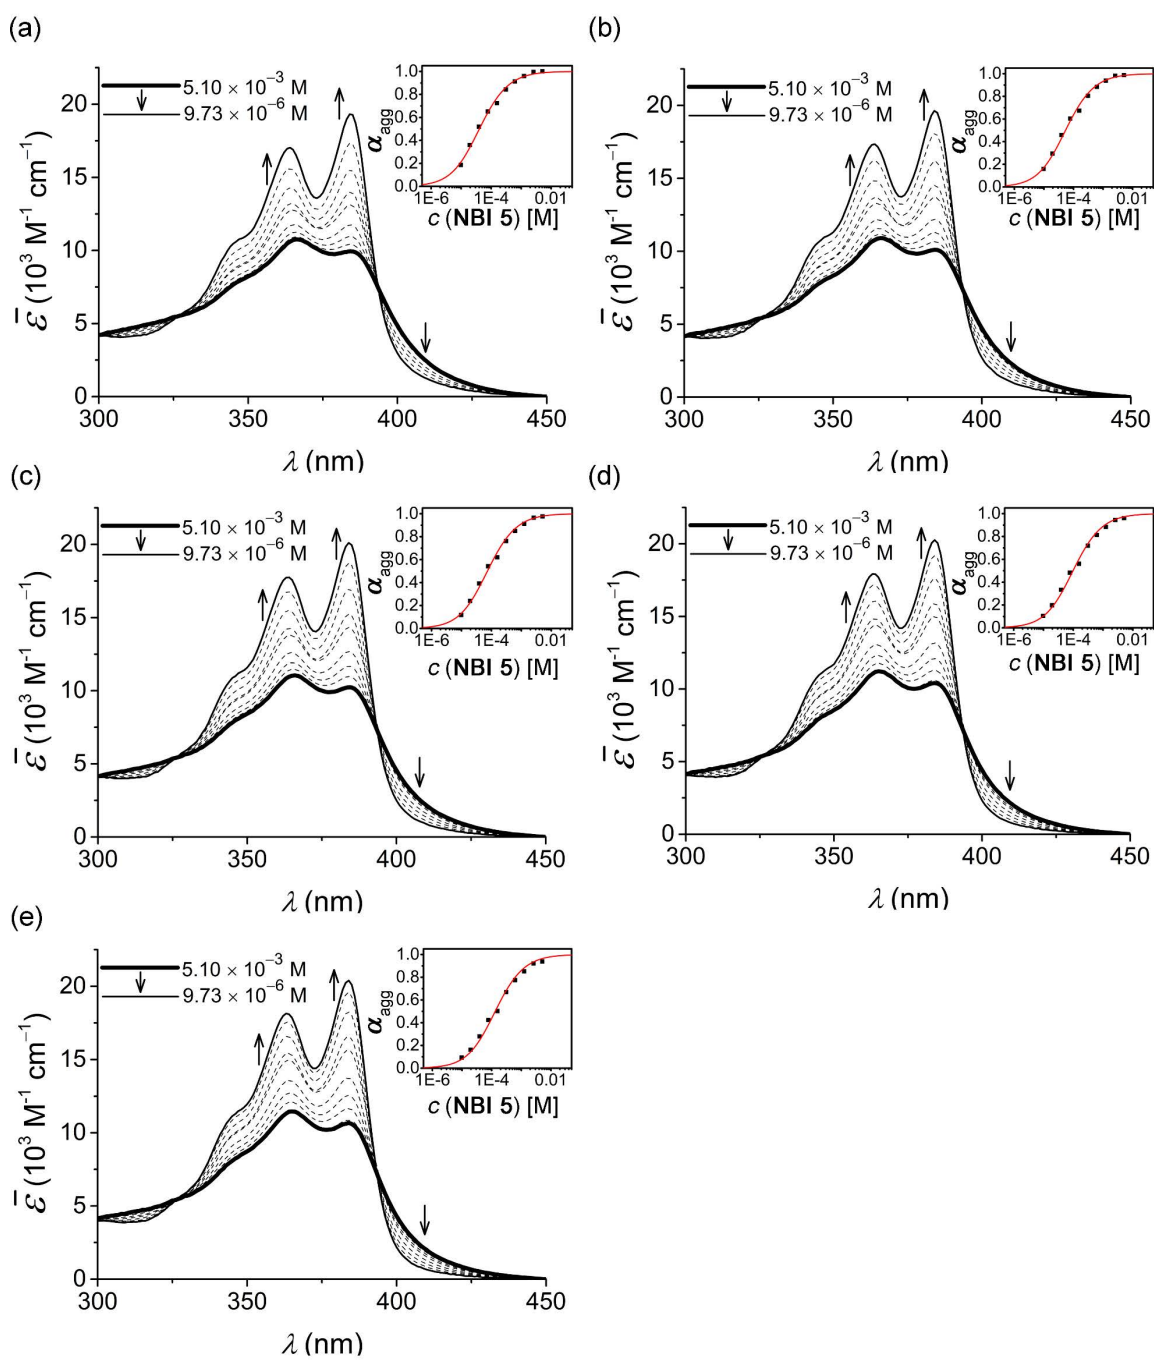 (a)
5.10 × 10⁻³ M
9.73 × 10⁻⁶ M
20
15
10
5
0
ε̅ (10³ M⁻¹ cm⁻¹)
300 350 400 450
λ (nm)
1.0
0.8
0.6
0.4
0.2
0.0
α_agg
1E-6 1E-4 0.01
c (NBI 5) [M]
(b)
5.10 × 10⁻³ M
9.73 × 10⁻⁶ M
20
15
10
5
0
ε̅ (10³ M⁻¹ cm⁻¹)
300 350 400 450
λ (nm)
1.0
0.8
0.6
0.4
0.2
0.0
α_agg
1E-6 1E-4 0.01
c (NBI 5) [M]
(c)
5.10 × 10⁻³ M
9.73 × 10⁻⁶ M
20
15
10
5
0
ε̅ (10³ M⁻¹ cm⁻¹)
300 350 400 450
λ (nm)
1.0
0.8
0.6
0.4
0.2
0.0
α_agg
1E-6 1E-4 0.01
c (NBI 5) [M]
(d)
5.10 × 10⁻³ M
9.73 × 10⁻⁶ M
20
15
10
5
0
ε̅ (10³ M⁻¹ cm⁻¹)
300 350 400 450
λ (nm)
1.0
0.8
0.6
0.4
0.2
0.0
α_agg
1E-6 1E-4 0.01
c (NBI 5) [M]
(e)
5.10 × 10⁻³ M
9.73 × 10⁻⁶ M
20
15
10
5
0
ε̅ (10³ M⁻¹ cm⁻¹)
300 350 400 450
λ (nm)
1.0
0.8
0.6
0.4
0.2
0.0
α_agg
1E-6 1E-4 0.01
c (NBI 5) [M]